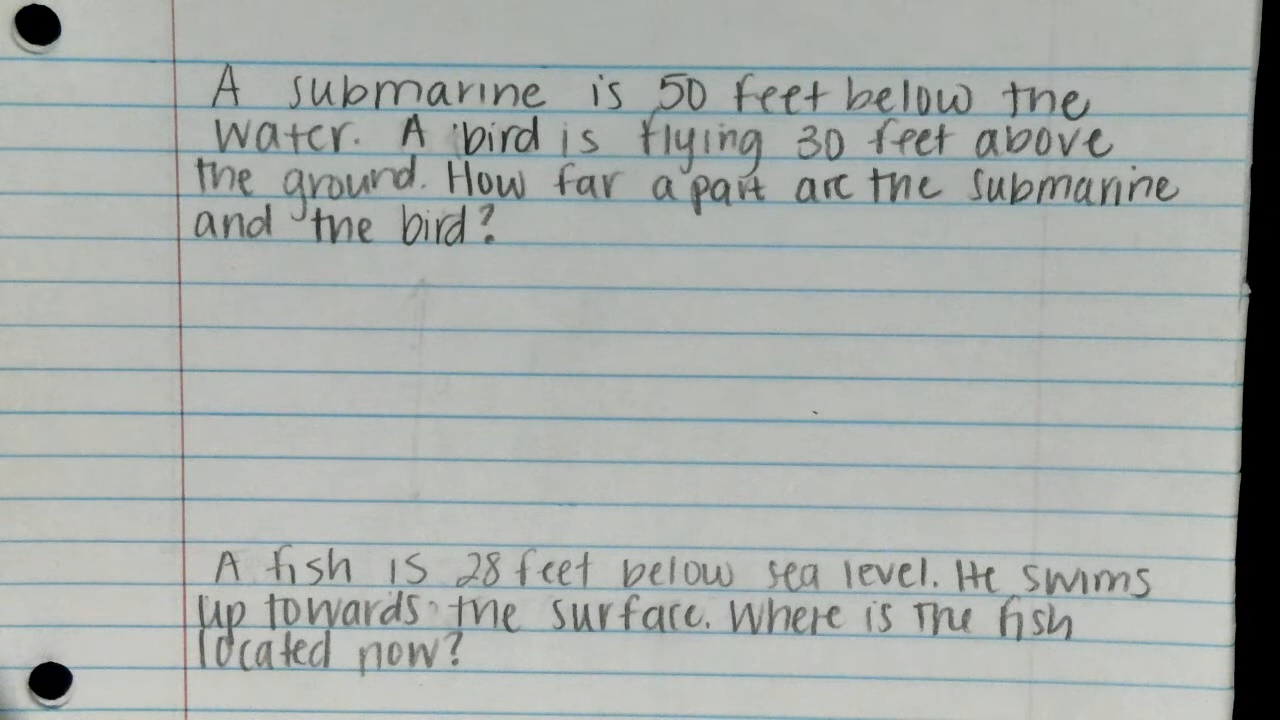 A submarine is 50 feet below the
water. A bird is flying 30 feet above
the ground. How far a part are the submarine
and the bird?
A fish is 28 feet below sea level. He swims
up towards the surface. Where is the fish
located now?